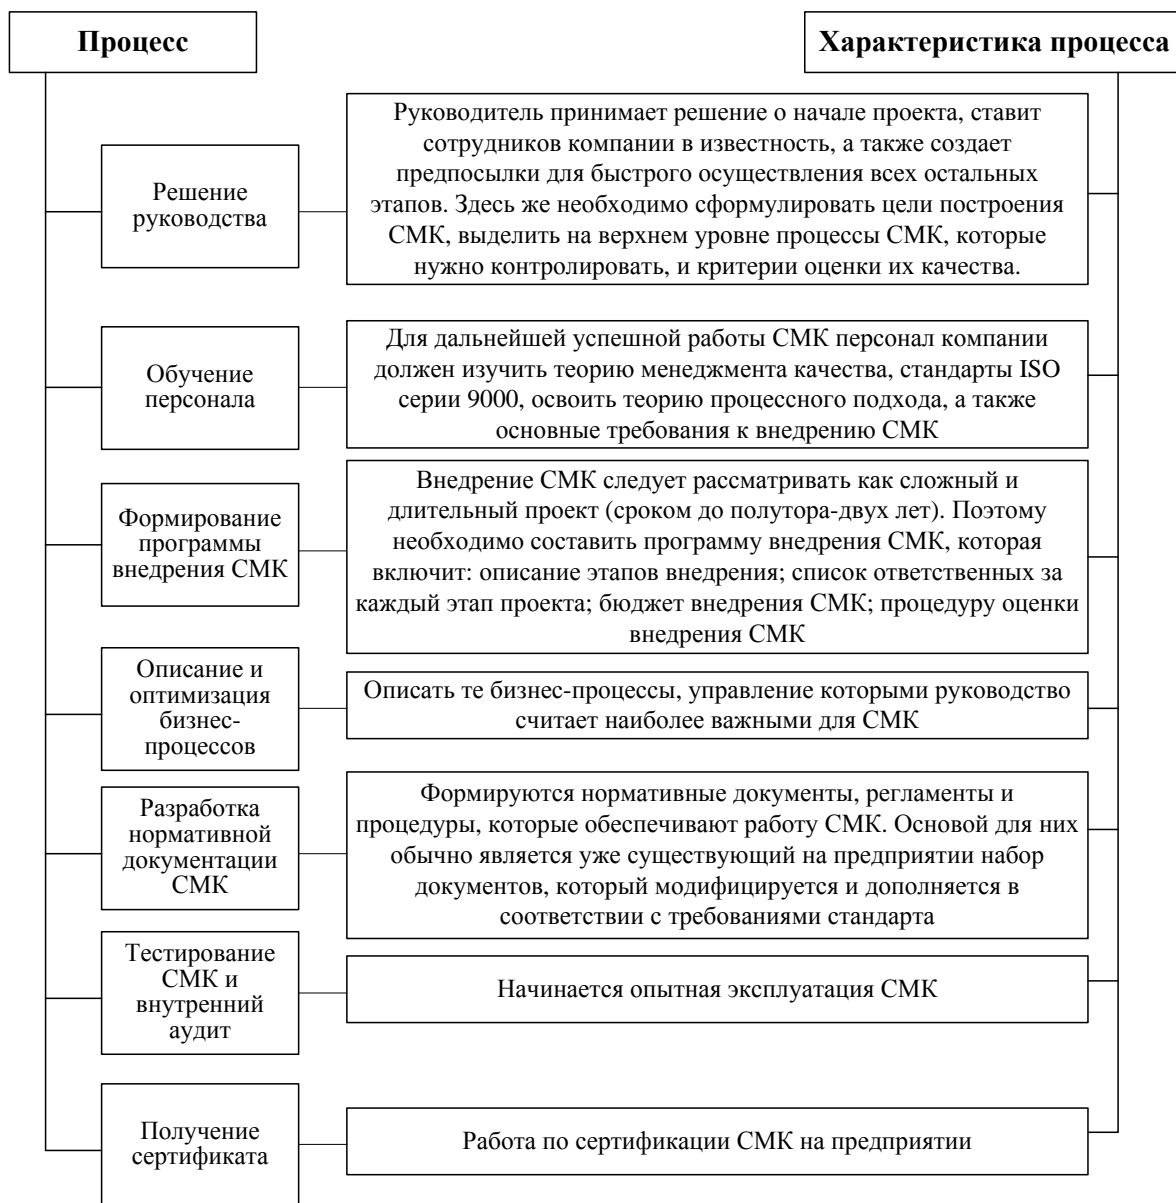 Процесс
Характеристика процесса
Решение
руководства
Руководитель принимает решение о начале проекта, ставит
сотрудников компании в известность, а также создает
предпосылки для быстрого осуществления всех остальных
этапов. Здесь же необходимо сформулировать цели построения
СМК, выделить на верхнем уровне процессы СМК, которые
нужно контролировать, и критерии оценки их качества.
Обучение
персонала
Для дальнейшей успешной работы СМК персонал компании
должен изучить теорию менеджмента качества, стандарты ISO
серии 9000, освоить теорию процессного подхода, а также
основные требования к внедрению СМК
Формирование
программы
внедрения СМК
Внедрение СМК следует рассматривать как сложный и
длительный проект (сроком до полутора-двух лет). Поэтому
необходимо составить программу внедрения СМК, которая
включит: описание этапов внедрения; список ответственных за
каждый этап проекта; бюджет внедрения СМК; процедуру оценки
внедрения СМК
Описание и
оптимизация
бизнес-
процессов
Описать те бизнес-процессы, управление которыми руководство
считает наиболее важными для СМК
Разработка
нормативной
документации
СМК
Формируются нормативные документы, регламенты и
процедуры, которые обеспечивают работу СМК. Основой для них
обычно является уже существующий на предприятии набор
документов, который модифицируется и дополняется в
соответствии с требованиями стандарта
Тестирование
СМК и
внутренний
аудит
Начинается опытная эксплуатация СМК
Получение
сертификата
Работа по сертификации СМК на предприятии